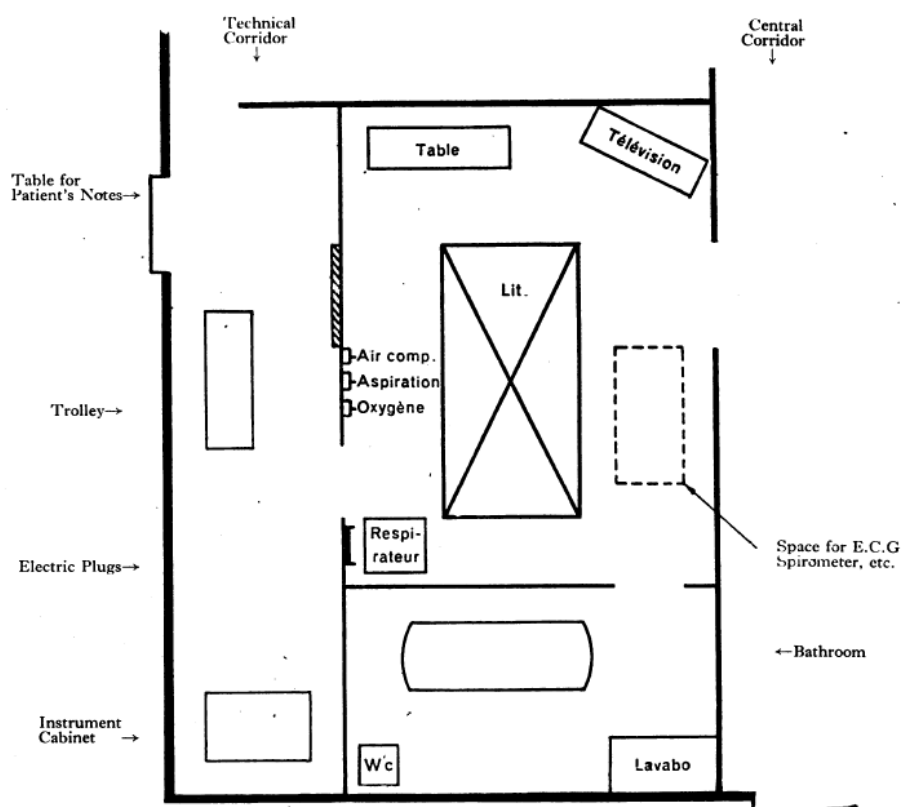 Technical
Corridor
↓
Central
Corridor
↓
Table
Télévision
Table for
Patient's Notes→
Lit.
Air comp.
Aspiration
Oxygène
Trolley→
Respi-
rateur
Electric Plugs→
Space for E.C.G
Spirometer, etc.
←Bathroom
Instrument
Cabinet →
W'c
Lavabo